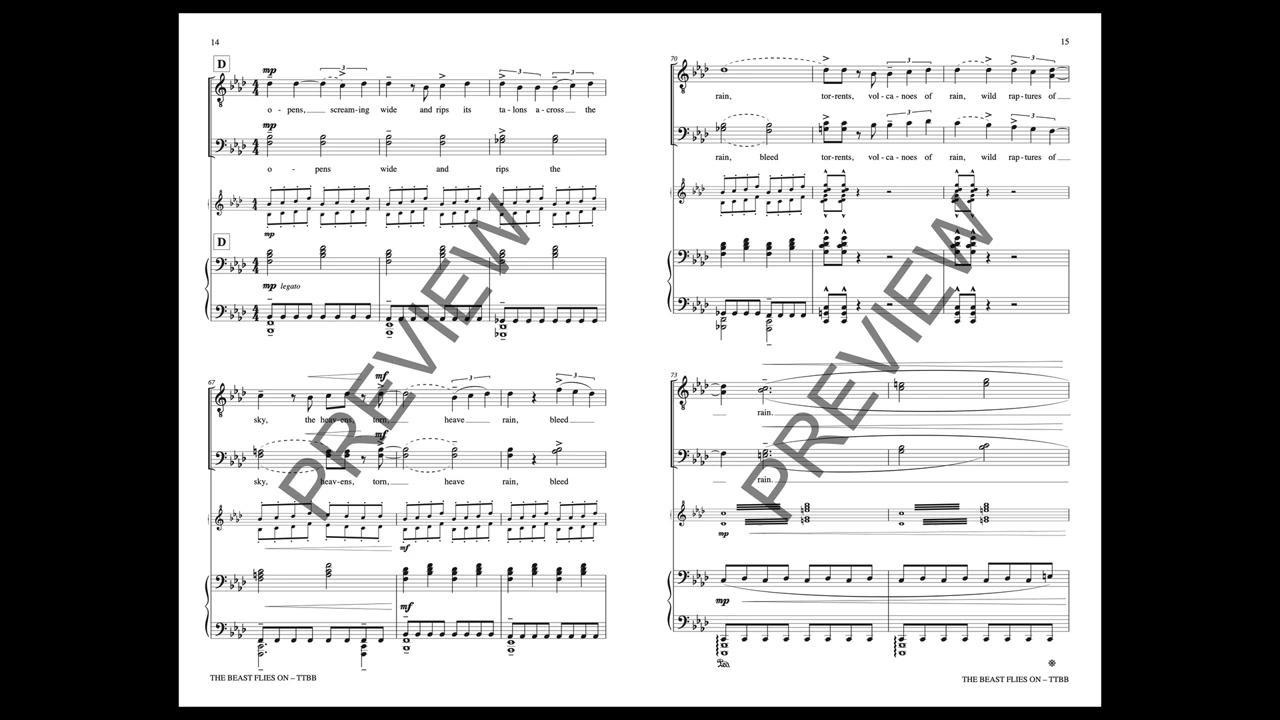 14
D
mp
o - pens, scream-ing wide and rips its ta - lons a - cross the
mp
o - pens wide and rips the
mp
D
mp legato
67
mf
sky, the heav-ens, torn, heave rain, bleed
mf
sky, heav-ens, torn, heave rain, bleed
mf
mf
THE BEAST FLIES ON – TTBB
15
70
rain, tor-rents, vol - ca - noes of rain, wild rap - tures of
rain, bleed tor-rents, vol - ca - noes of rain, wild rap - tures of
73
rain.
rain.
mp
mp
THE BEAST FLIES ON – TTBB
PREVIEW
PREVIEW